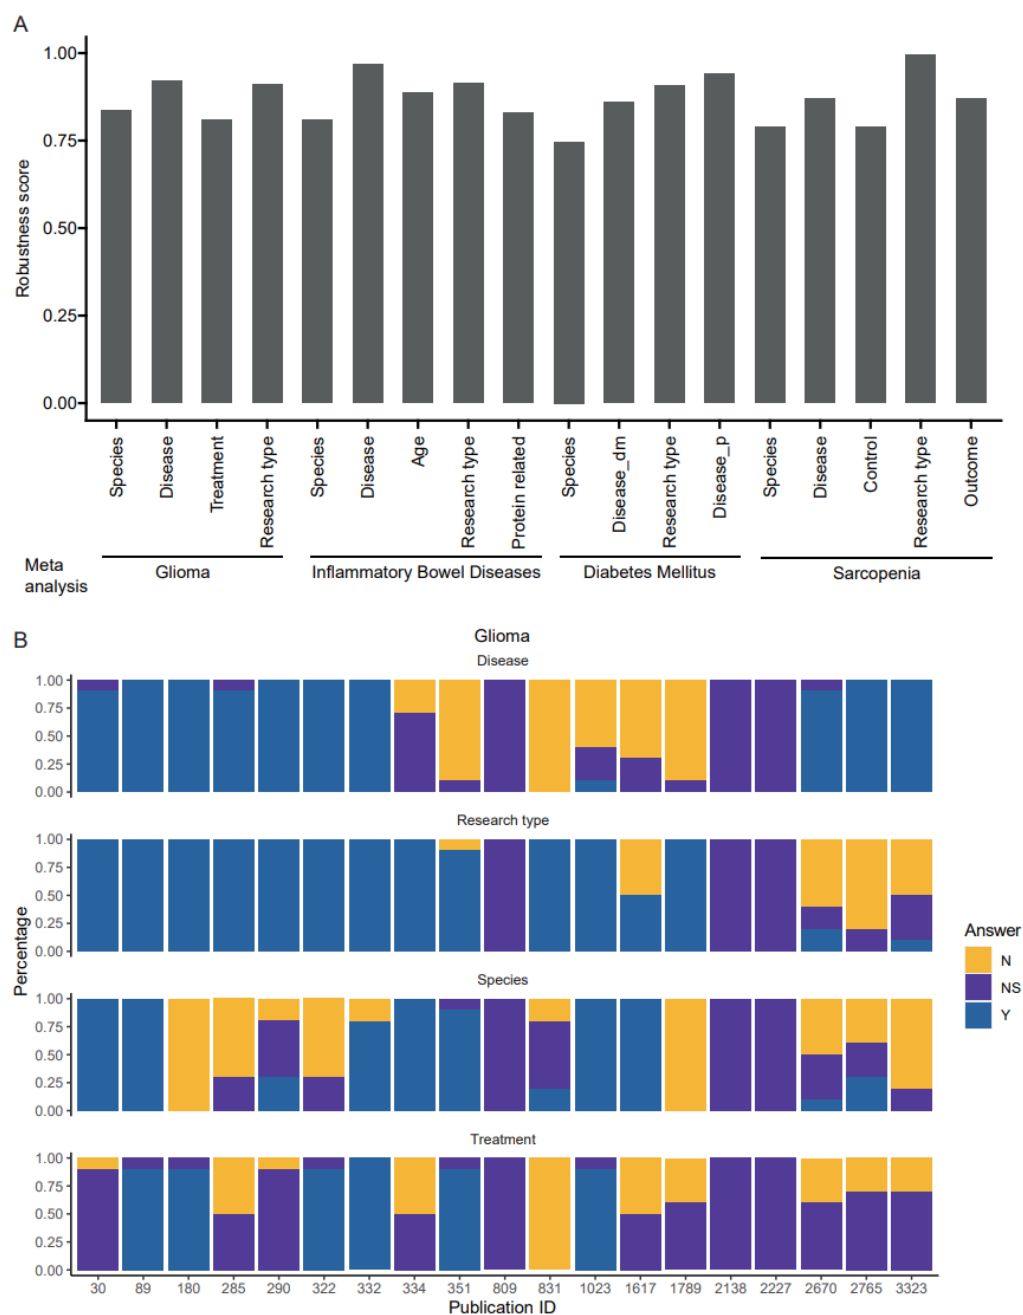 A
Robustness score
1.00
0.75
0.50
0.25
0.00
Species
Disease
Treatment
Research type
Species
Disease
Age
Research type
Protein related
Species
Disease_dm
Research type
Disease_p
Species
Disease
Control
Research type
Outcome
Meta
analysis
Glioma
Inflammatory Bowel Diseases
Diabetes Mellitus
Sarcopenia
B
Glioma
Disease
1.00
0.75
0.50
0.25
0.00
Research type
1.00
0.75
0.50
0.25
0.00
Percentage
Species
1.00
0.75
0.50
0.25
0.00
Treatment
1.00
0.75
0.50
0.25
0.00
30 89 180 285 290 322 332 334 351 809 831 1023 1617 1789 2138 2227 2670 2765 3323
Publication ID
Answer
N
NS
Y